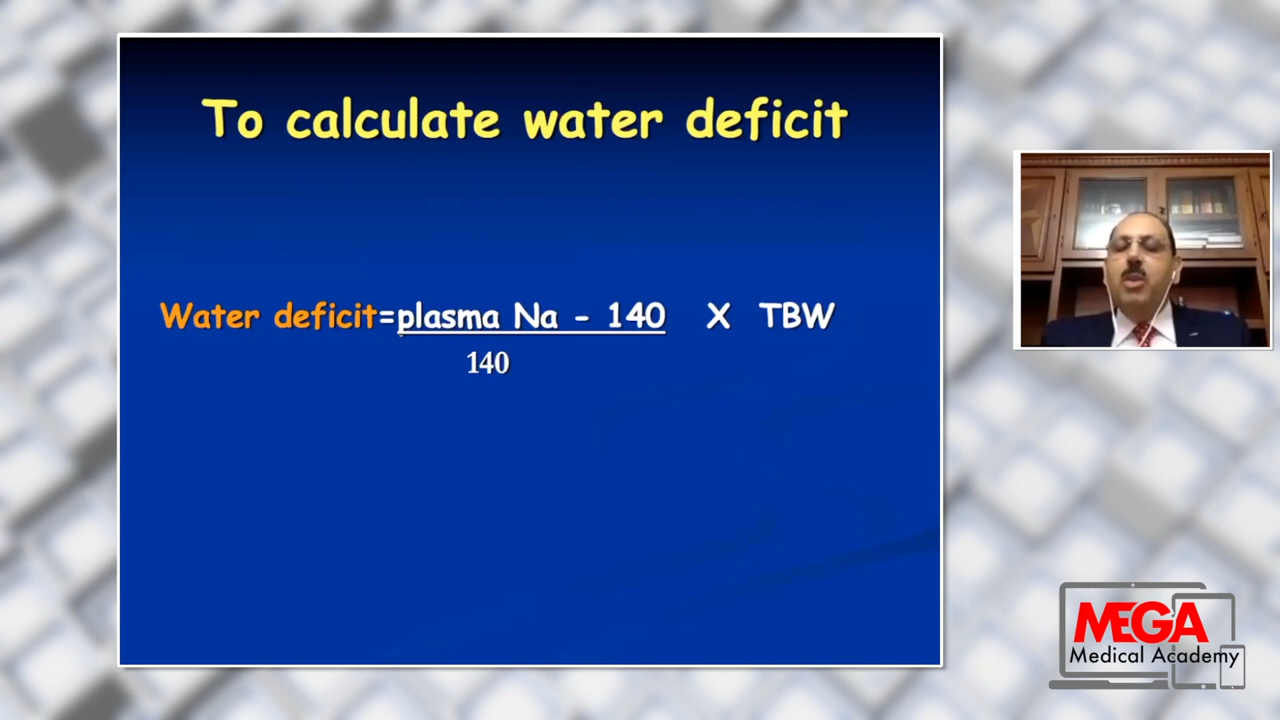 To calculate water deficit
Water deficit=plasma Na - 140 X TBW
140
MEGA
Medical Academy